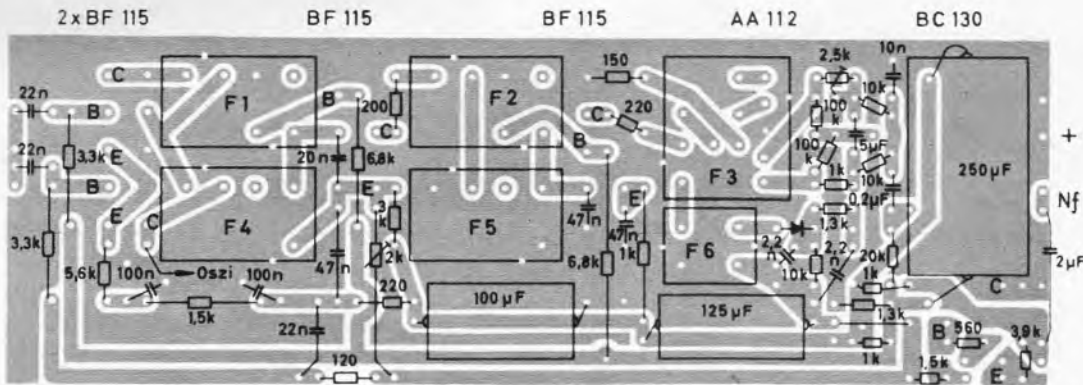 2 x BF 115 BF 115 BF 115 AA 112 BC 130
150 2,5k 10n
C F1 B 200 F2 C 220 10k
22n B 100 k 5µF +
22n 3,3k E 20n 6,8k C B 100 k F3 1k 10k 250µF
B F4 E F5 E 0,2µF Nf
E C 3 1k 47n 47n F6 1,3k
3,3k 5,6k 100n Oszi 100n 47n 2k 6,8k 1k 2,2 n 10k 2,2 n 20k 2µF
1,5k 220 100µF 125µF 1k C
22n 1,3k B 560 3,9k
120 1k 1,5k E